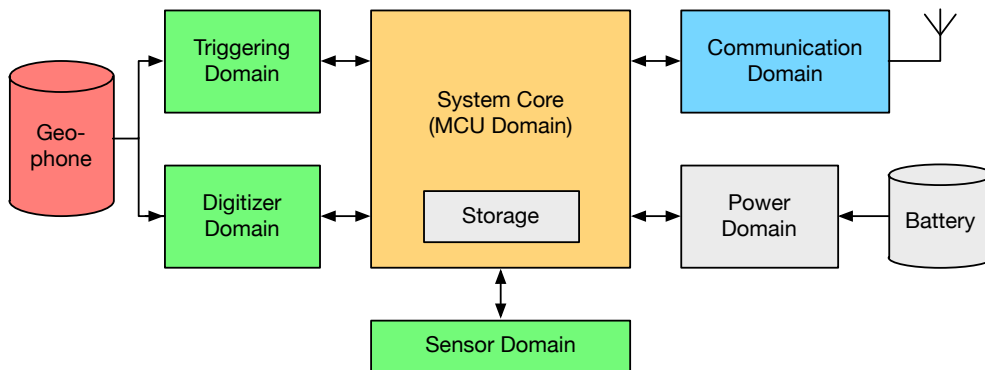 Geo-
phone
Triggering
Domain
Digitizer
Domain
System Core
(MCU Domain)
Storage
Sensor Domain
Communication
Domain
Power
Domain
Battery